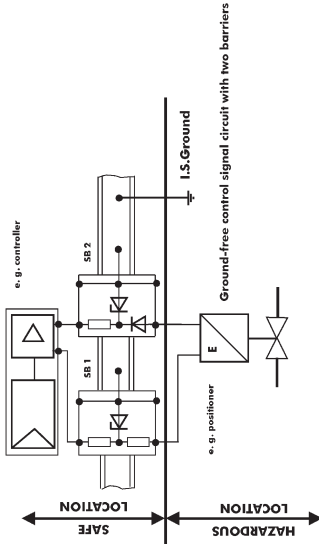 e. g. controller
SB 1
SB 2
I.S.Ground
Ground-free control signal circuit with two barriers
E
e. g. positioner
SAFE
LOCATION
HAZARDOUS
LOCATION